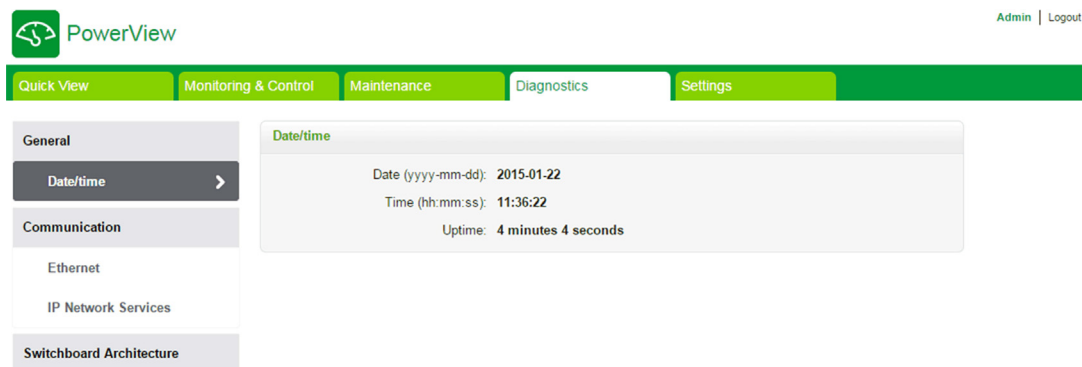 PowerView
Admin | Logout
Quick View Monitoring & Control Maintenance Diagnostics Settings
General
Date/time
Communication
Ethernet
IP Network Services
Switchboard Architecture
Date/time
Date (yyyy-mm-dd): 2015-01-22
Time (hh:mm:ss): 11:36:22
Uptime: 4 minutes 4 seconds